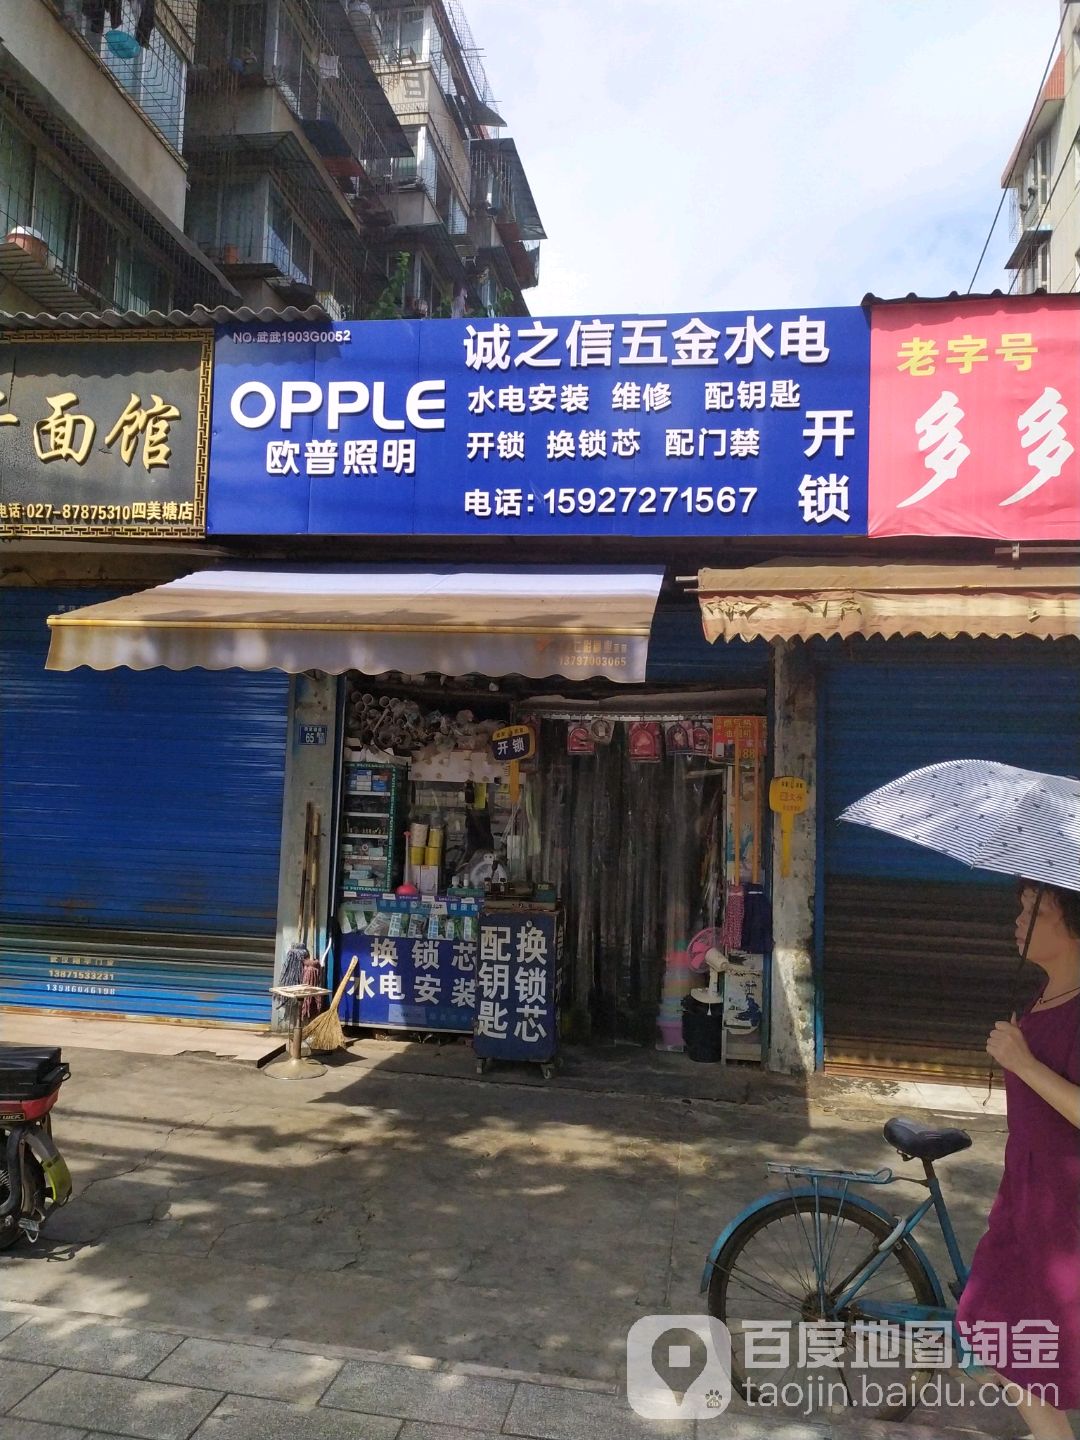 面馆
电话:027-87875310四美塘店
NO.武武1903G0052
OPPLE
欧普照明
诚之信五金水电
水电安装 维修 配钥匙
开锁 换锁芯 配门禁
电话:15927271567
开锁
老字号
多多
13797003065
65号
开锁
13871533231
13986046198
换锁芯
水电安装
配钥匙
换锁芯
百度地图淘金
taojin.baidu.com